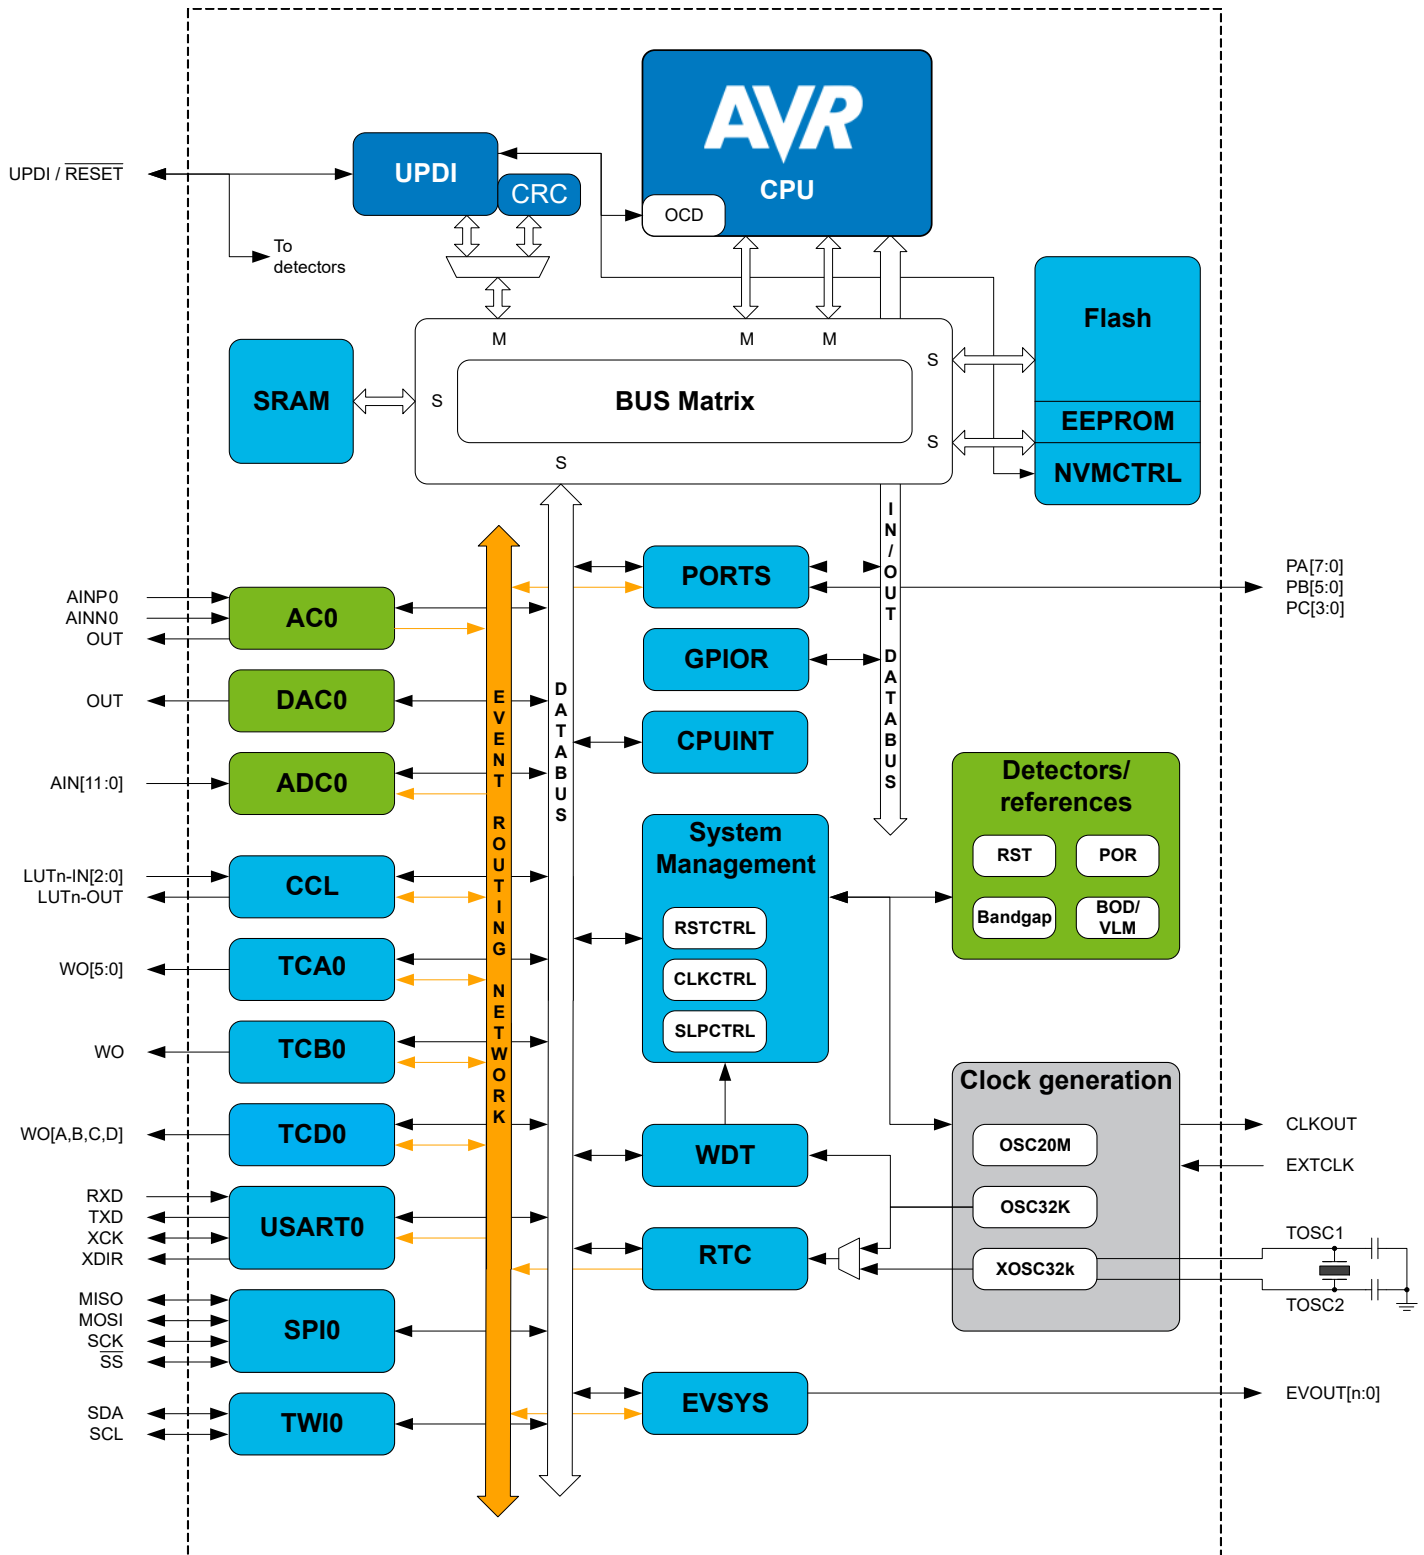 AVR
CPU
OCD
UPDI
CRC
UPDI / RESET
To
detectors
M
M
M
S
S
S
S
BUS Matrix
SRAM
Flash
EEPROM
NVMCTRL
IN/OUT DATABUS
DATABUS
EVENT ROUTING NETWORK
AINP0
AINN0
OUT
AC0
OUT
DAC0
AIN[11:0]
ADC0
LUTn-IN[2:0]
LUTn-OUT
CCL
WO[5:0]
TCA0
WO
TCB0
WO[A,B,C,D]
TCD0
RXD
TXD
XCK
XDIR
USART0
MISO
MOSI
SCK
SS
SPI0
SDA
SCL
TWI0
PORTS
PA[7:0]
PB[5:0]
PC[3:0]
GPIOR
CPUINT
System
Management
RSTCTRL
CLKCTRL
SLPCTRL
Detectors/
references
RST
POR
Bandgap
BOD/
VLM
WDT
RTC
Clock generation
OSC20M
OSC32K
XOSC32k
CLKOUT
EXTCLK
TOSC1
TOSC2
EVSYS
EVOUT[n:0]